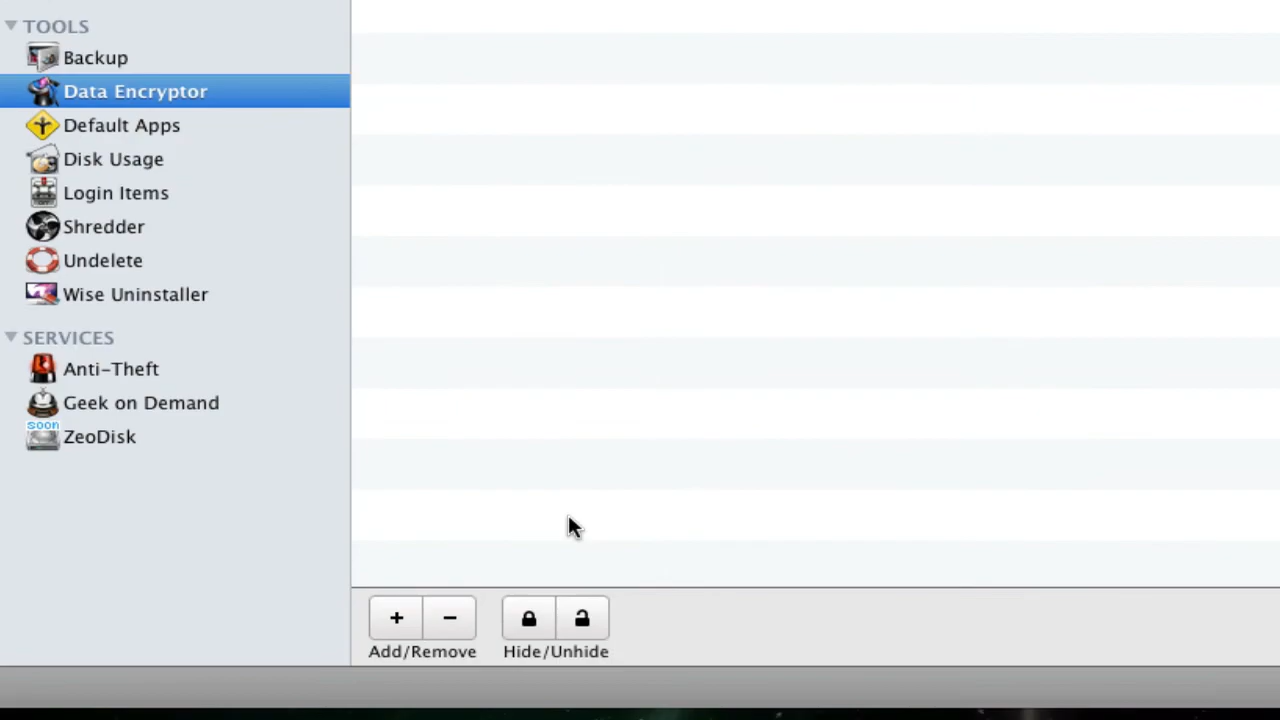 TOOLS
Backup
Data Encryptor
Default Apps
Disk Usage
Login Items
Shredder
Undelete
Wise Uninstaller
SERVICES
Anti-Theft
Geek on Demand
soon
ZeoDisk
+ −
Add/Remove
Hide/Unhide